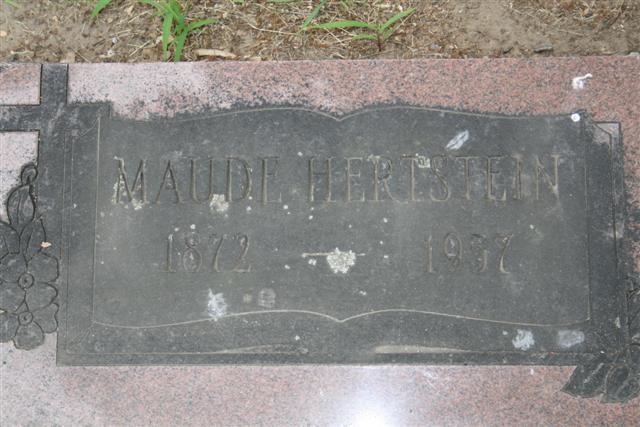 MAUDE HERTSTEIN
1872 - 1937